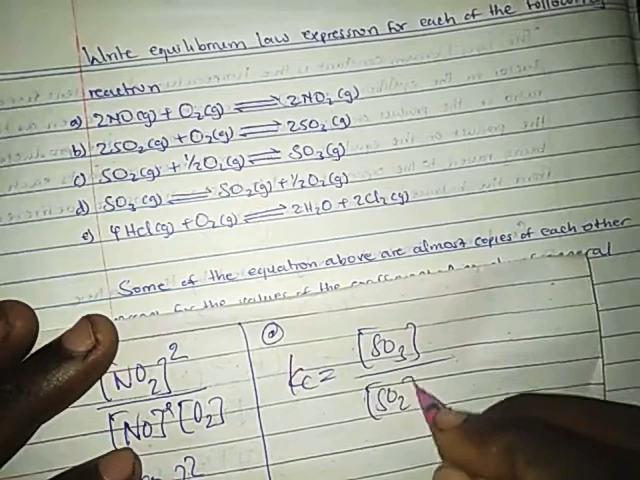 Write equilibrium law expression for each of the following
reaction
a) 2NO(g) + O₂(g) ⇌ 2NO₂(g)
b) 2SO₂(g) + O₂(g) ⇌ 2SO₃(g)
c) SO₂(g) + 1/2O₂(g) ⇌ SO₃(g)
d) SO₃(g) ⇌ SO₂(g) + 1/2O₂(g)
e) 4HCl(g) + O₂(g) ⇌ 2H₂O + 2Cl₂(g)
Some of the equation above are almost copies of each other
for the values of the
[NO₂]²
[NO]² [O₂]
Kc = [SO₃]
[SO₂]